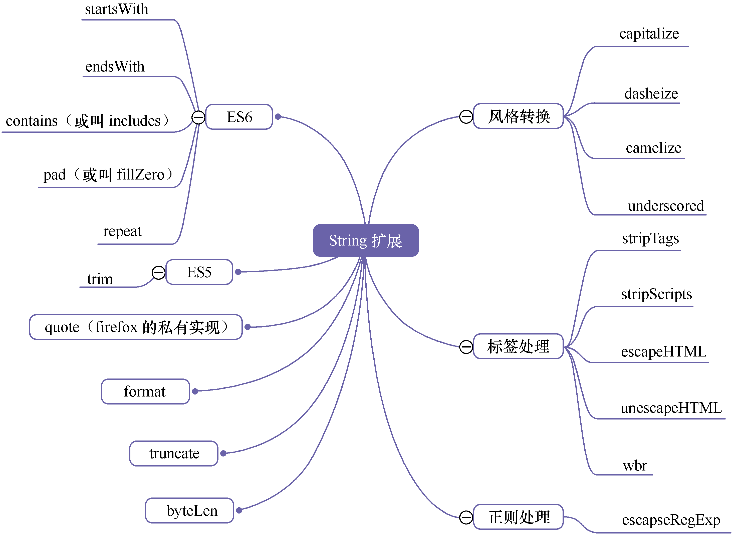 String 扩展
ES6
startsWith
endsWith
contains（或叫 includes）
pad（或叫 fillZero）
repeat
ES5
trim
quote（firefox 的私有实现）
format
truncate
byteLen
风格转换
capitalize
dasheize
camelize
underscored
标签处理
stripTags
stripScripts
escapeHTML
unescapeHTML
wbr
正则处理
escapseRegExp